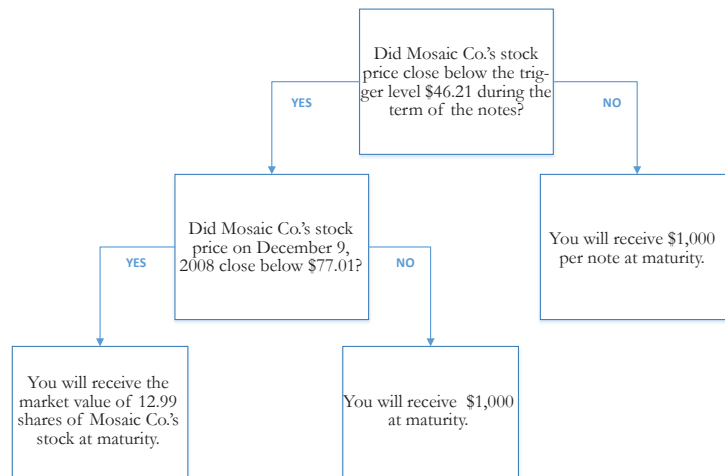 Did Mosaic Co.'s stock
price close below the trig-
ger level $46.21 during the
term of the notes?
YES
NO
Did Mosaic Co.'s stock
price on December 9,
2008 close below $77.01?
You will receive $1,000
per note at maturity.
YES
NO
You will receive the
market value of 12.99
shares of Mosaic Co.'s
stock at maturity.
You will receive $1,000
at maturity.